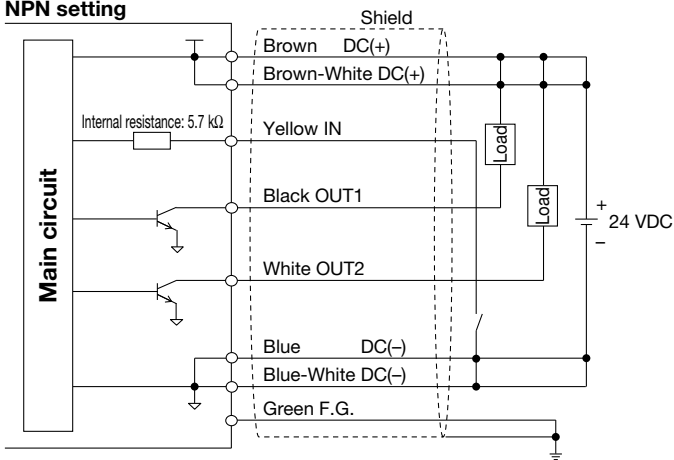 NPN setting
Shield
Brown DC(+)
Brown-White DC(+)
Internal resistance: 5.7 kΩ
Yellow IN
Load
Main circuit
Black OUT1
Load
+
24 VDC
−
White OUT2
Blue DC(−)
Blue-White DC(−)
Green F.G.